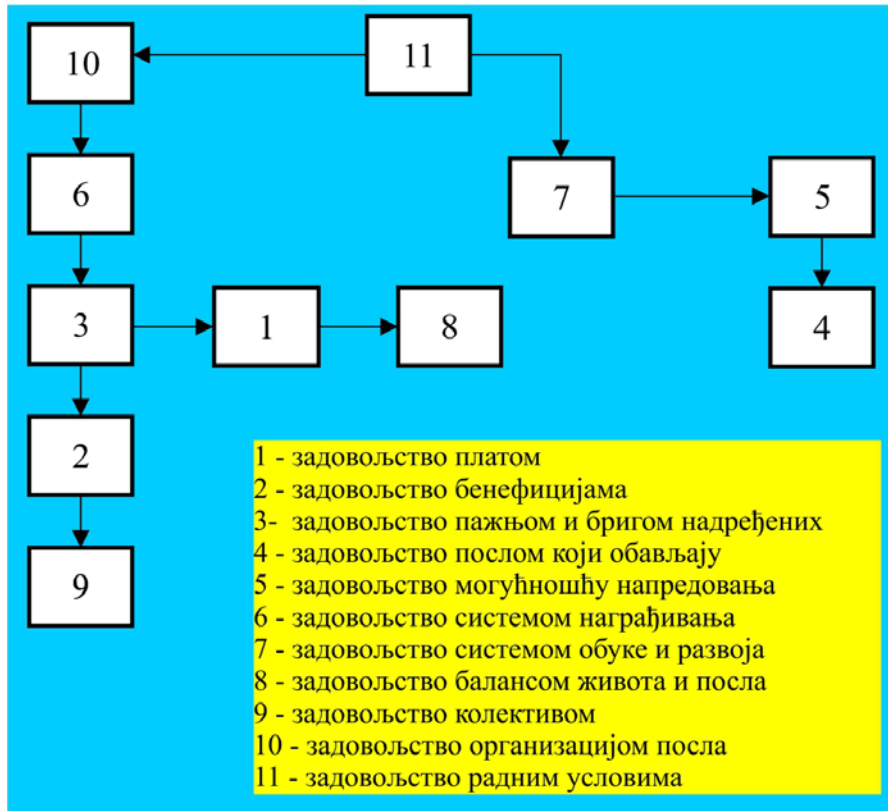 10
11
6
7
5
3
1
8
4
2
9
1 - задовољство платом
2 - задовољство бенефицијама
3-  задовољство пажњом и бригом надређених
4 - задовољство послом који обављају
5 - задовољство могућношћу напредовања
6 - задовољство системом награђивања
7 - задовољство системом обуке и развоја
8 - задовољство балансом живота и посла
9 - задовољство колективом
10 - задовољство организацијом посла
11 - задовољство радним условима